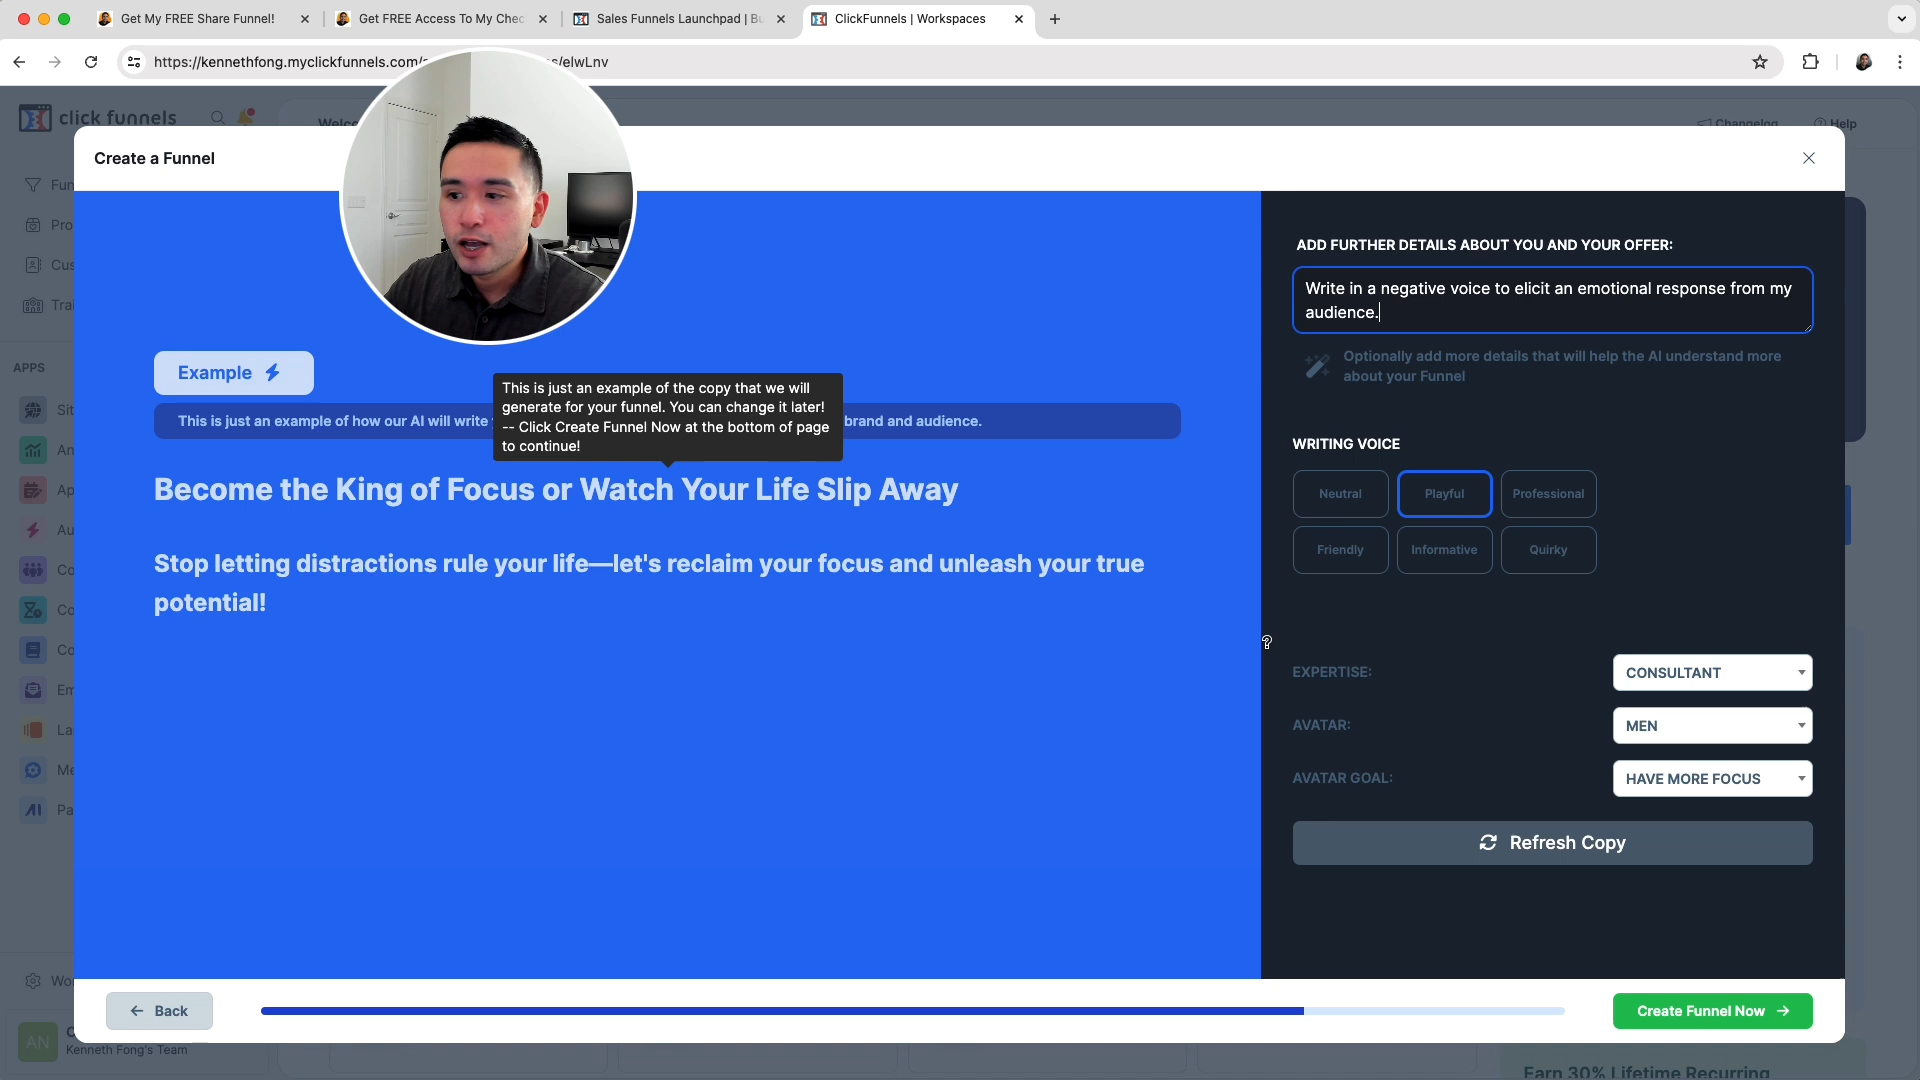 Get My FREE Share Funnel!
Get FREE Access To My Chec
Sales Funnels Launchpad | Bu
ClickFunnels | Workspaces
https://kennethfong.myclickfunnels.com/
s/elwLnv
click funnels
Welco
Changelog
Help
Create a Funnel
Fun
Pro
Cus
Trai
APPS
Sit
An
Ap
Au
Co
Co
Co
Em
La
Me
Pa
Wor
AN
Kenneth Fong's Team
Example
This is just an example of how our AI will write
brand and audience.
This is just an example of the copy that we will
generate for your funnel. You can change it later!
-- Click Create Funnel Now at the bottom of page
to continue!
Become the King of Focus or Watch Your Life Slip Away
Stop letting distractions rule your life—let's reclaim your focus and unleash your true
potential!
ADD FURTHER DETAILS ABOUT YOU AND YOUR OFFER:
Write in a negative voice to elicit an emotional response from my
audience.
Optionally add more details that will help the AI understand more
about your Funnel
WRITING VOICE
Neutral
Playful
Professional
Friendly
Informative
Quirky
EXPERTISE:
CONSULTANT
AVATAR:
MEN
AVATAR GOAL:
HAVE MORE FOCUS
Refresh Copy
Back
Create Funnel Now
Earn 30% Lifetime Recurring